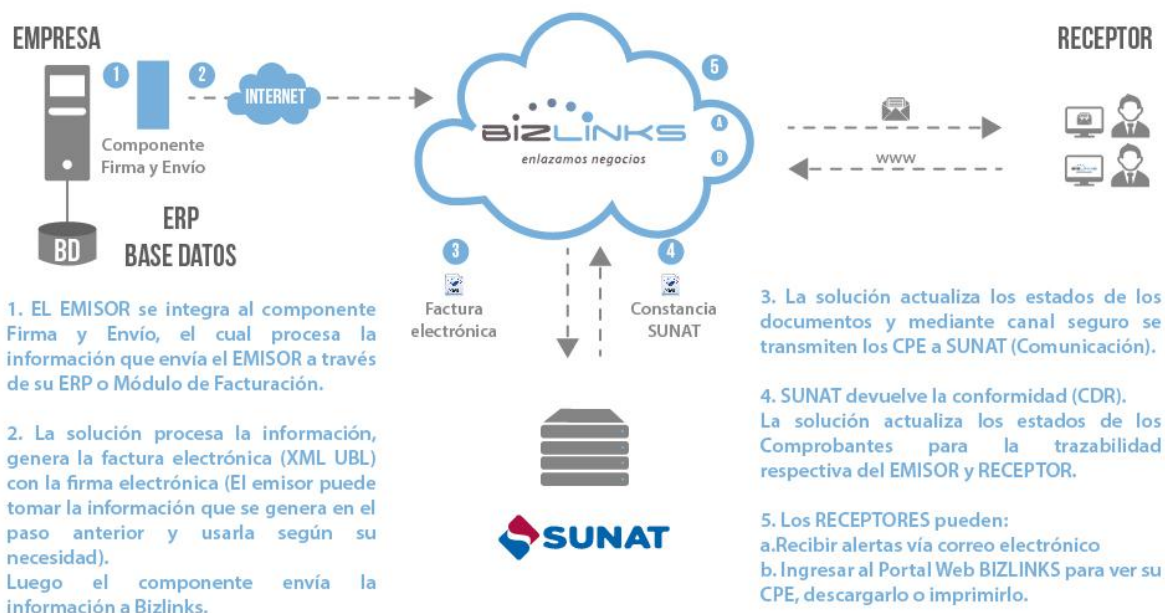 EMPRESA
RECEPTOR
1
2
INTERNET
Componente
Firma y Envío
BD
ERP
BASE DATOS
BIZLINKS
enlazamos negocios
5
A
B
www
BIZLINKS
3
Factura
electrónica
4
Constancia
SUNAT
SUNAT
1. EL EMISOR se integra al componente
Firma y Envío, el cual procesa la
información que envía el EMISOR a través
de su ERP o Módulo de Facturación.
2. La solución procesa la información,
genera la factura electrónica (XML UBL)
con la firma electrónica (El emisor puede
tomar la información que se genera en el
paso anterior y usarla según su
necesidad).
Luego el componente envía la
información a Bizlinks.
3. La solución actualiza los estados de los
documentos y mediante canal seguro se
transmiten los CPE a SUNAT (Comunicación).
4. SUNAT devuelve la conformidad (CDR).
La solución actualiza los estados de los
Comprobantes para la trazabilidad
respectiva del EMISOR y RECEPTOR.
5. Los RECEPTORES pueden:
a.Recibir alertas vía correo electrónico
b. Ingresar al Portal Web BIZLINKS para ver su
CPE, descargarlo o imprimirlo.